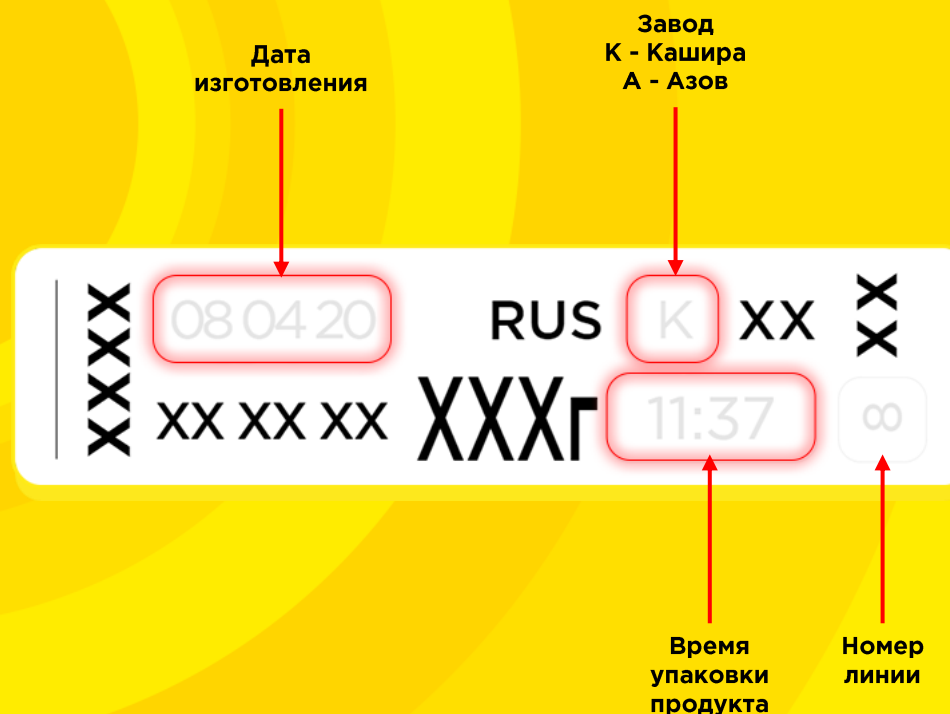 Дата
изготовления
Завод
К - Кашира
А - Азов
XXXX
08 04 20
RUS
K
XX
XX
XX XX XX
XXXг
11:37
8
Время
упаковки
продукта
Номер
линии